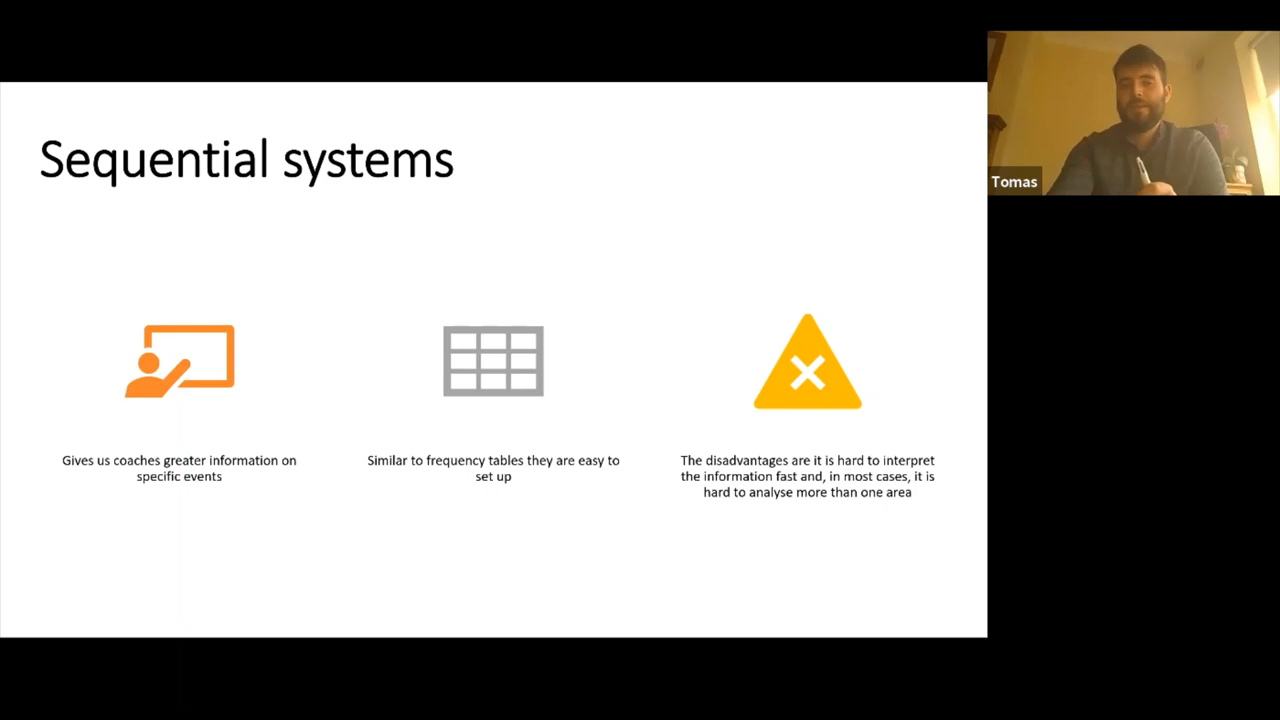 Sequential systems
Tomas
Gives us coaches greater information on
specific events
Similar to frequency tables they are easy to
set up
The disadvantages are it is hard to interpret
the information fast and, in most cases, it is
hard to analyse more than one area